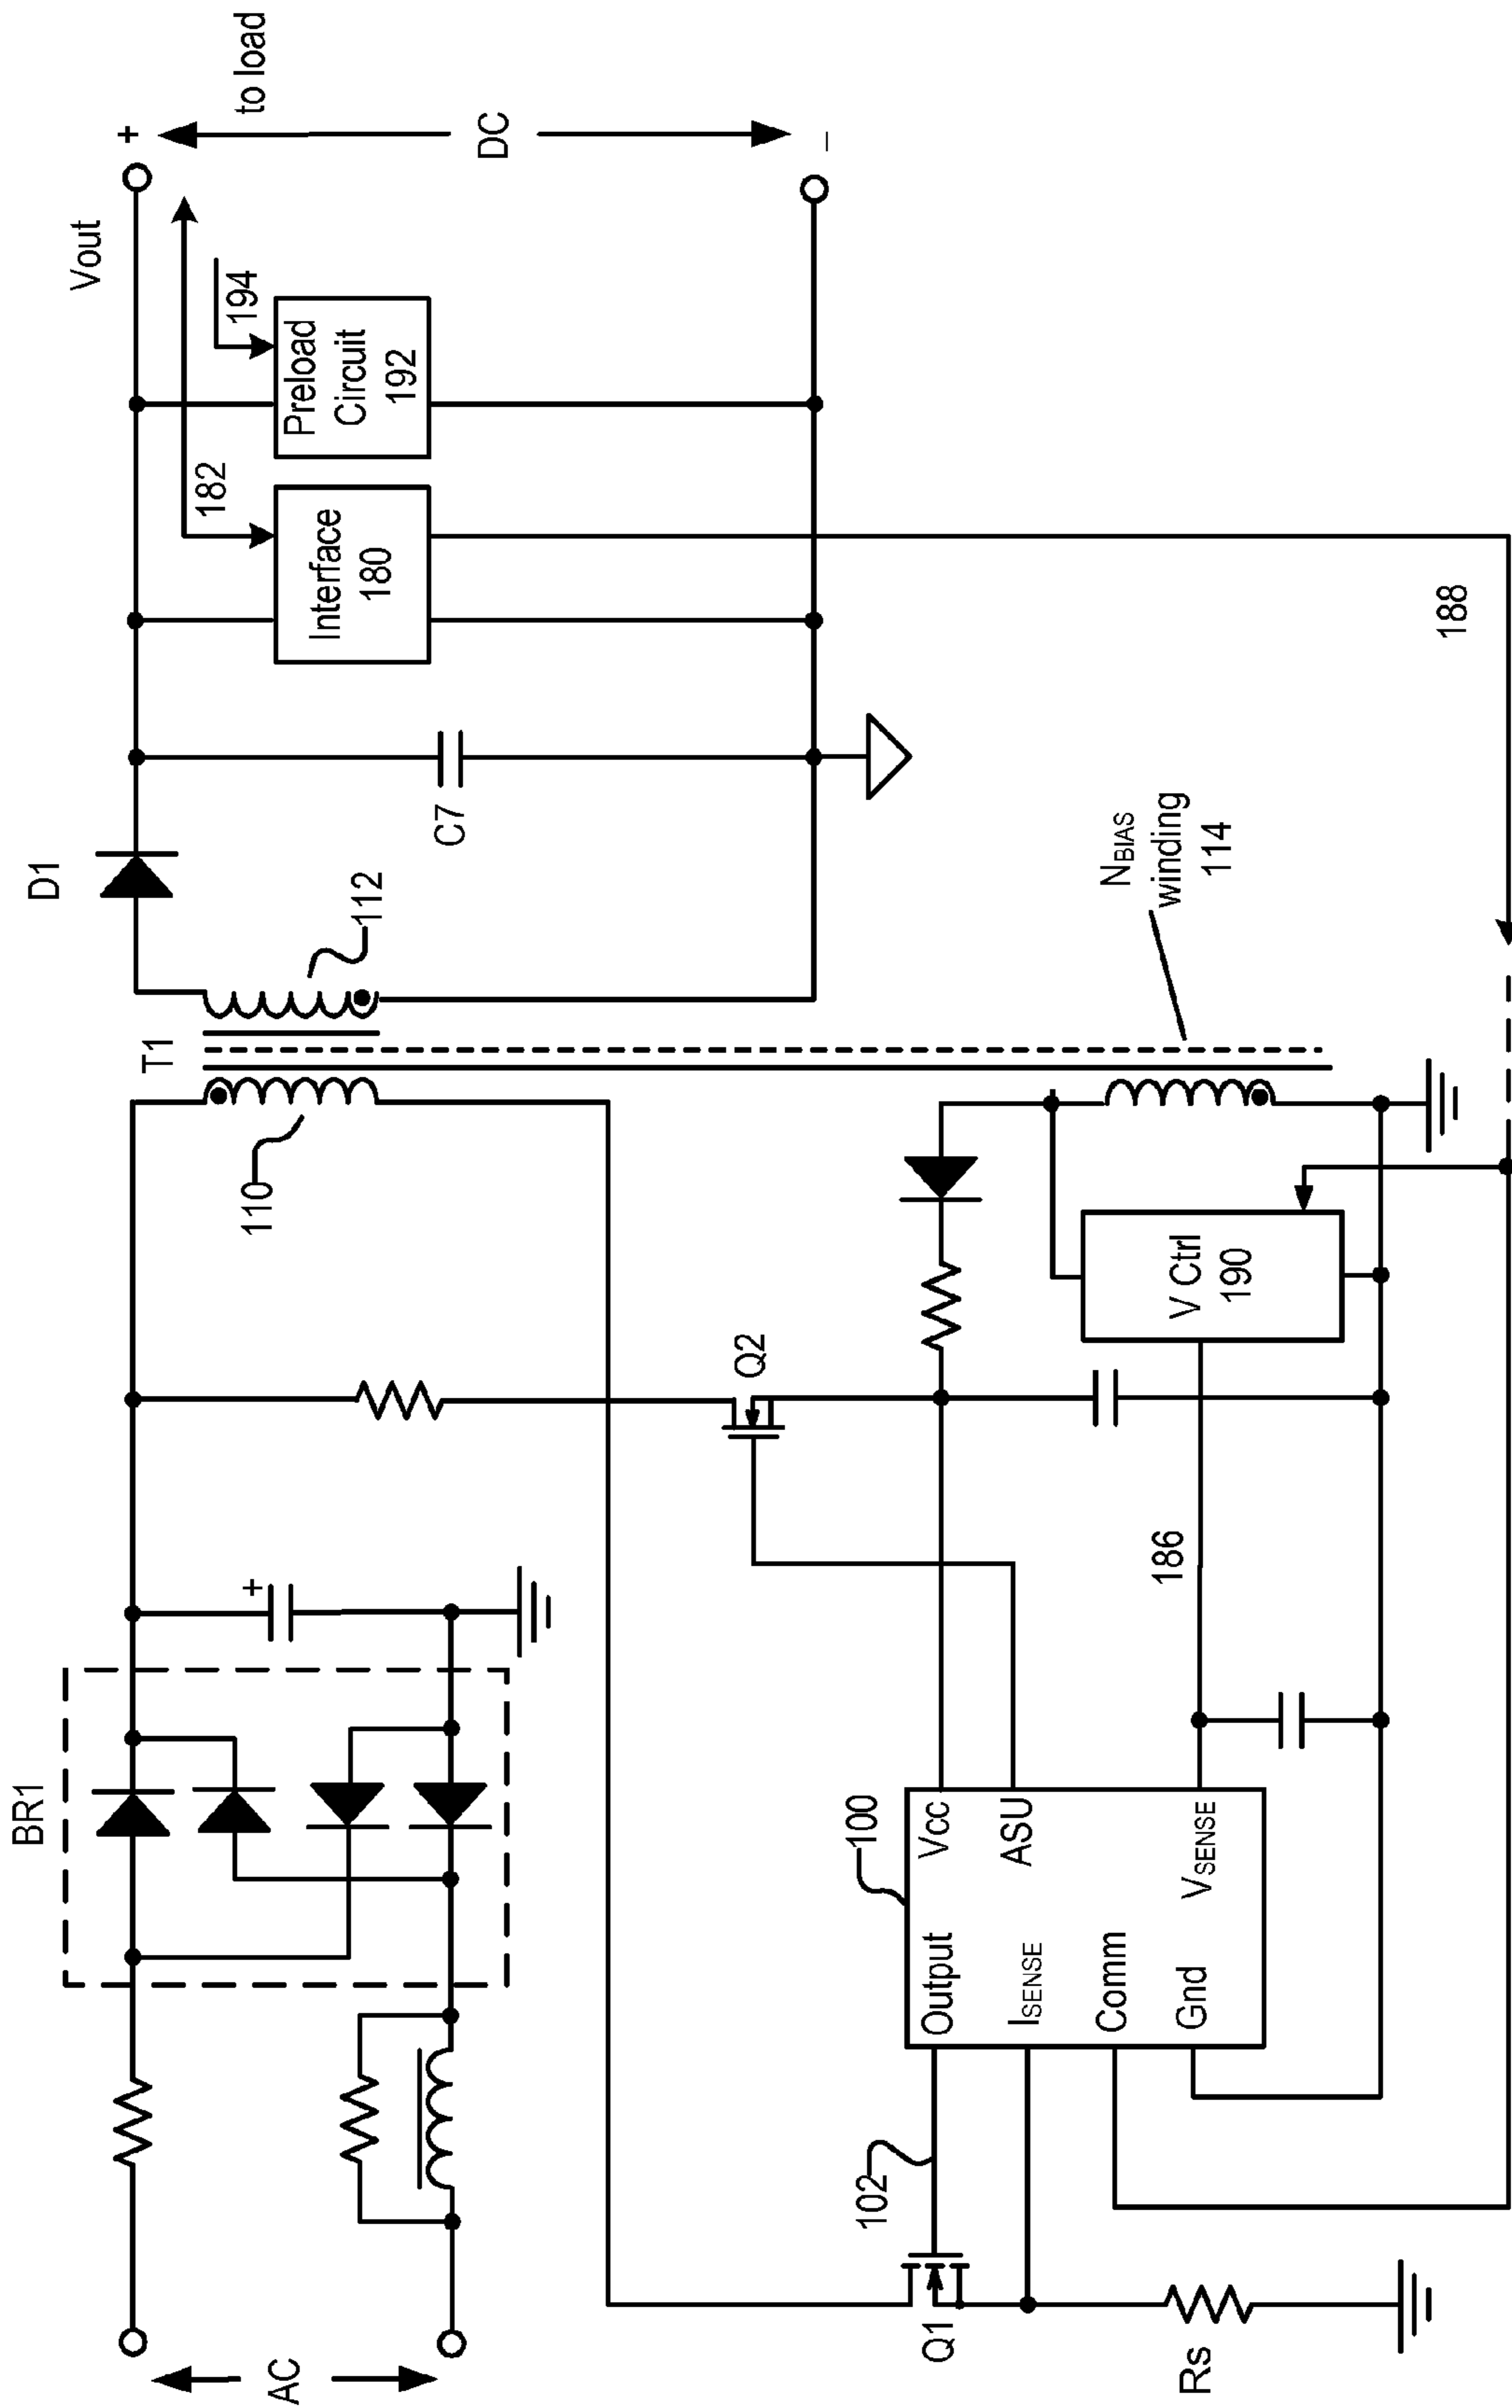 AC
BR1
+
110
T1
112
D1
C7
Vout
+
to load
DC
–
182
194
Interface
180
Preload
Circuit
192
Q1
Rs
102
100
Output
ISENSE
Comm
Gnd
Vcc
ASU
VSENSE
186
Q2
V Ctrl
190
NBIAS
winding
114
188